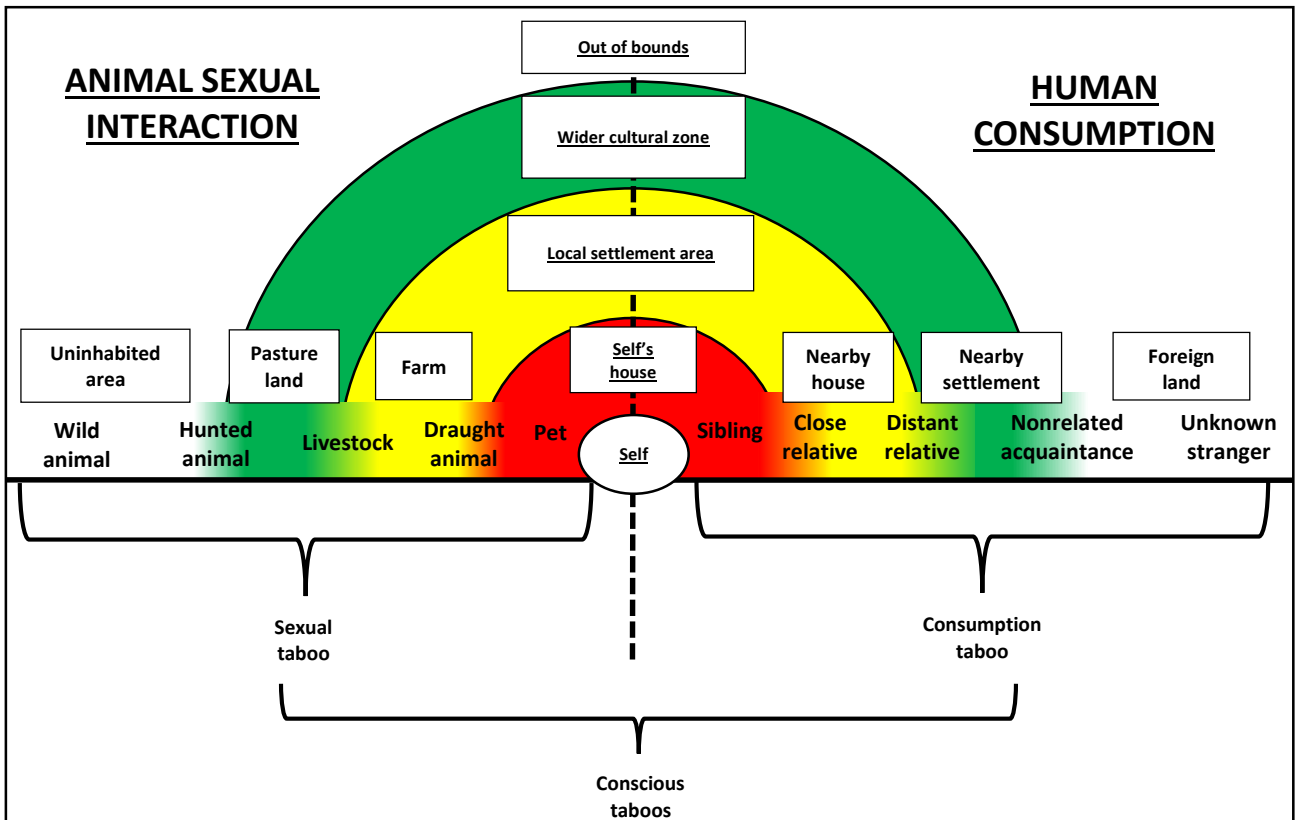 Out of bounds
ANIMAL SEXUAL
INTERACTION
HUMAN
CONSUMPTION
Wider cultural zone
Local settlement area
Uninhabited
area
Pasture
land
Farm
Self's
house
Nearby
house
Nearby
settlement
Foreign
land
Wild
animal
Hunted
animal
Livestock
Draught
animal
Pet
Self
Sibling
Close
relative
Distant
relative
Nonrelated
acquaintance
Unknown
stranger
Sexual
taboo
Consumption
taboo
Conscious
taboos